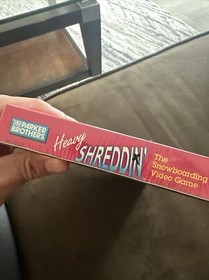 PARKER
BROTHERS
Heavy
SHREDDIN'
The
Snowboarding
Video Game